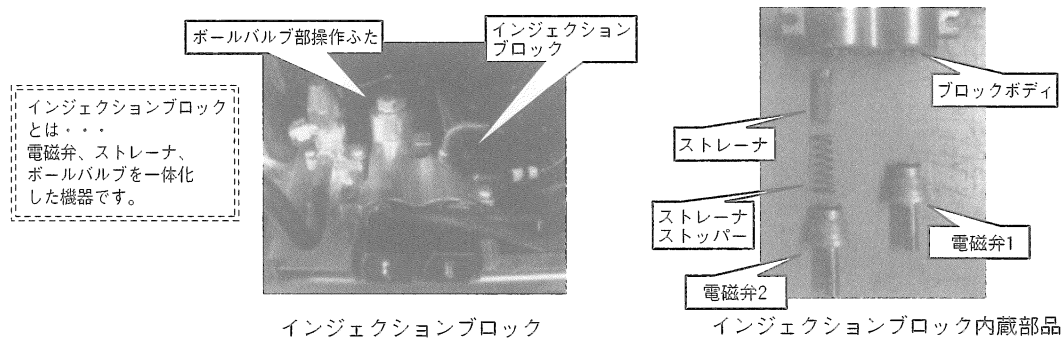 インジェクションブロック
とは・・・
電磁弁、ストレーナ、
ボールバルブを一体化
した機器です。
ボールバルブ部操作ふた
インジェクション
ブロック
インジェクションブロック
ブロックボディ
ストレーナ
ストレーナ
ストッパー
電磁弁1
電磁弁2
インジェクションブロック内蔵部品